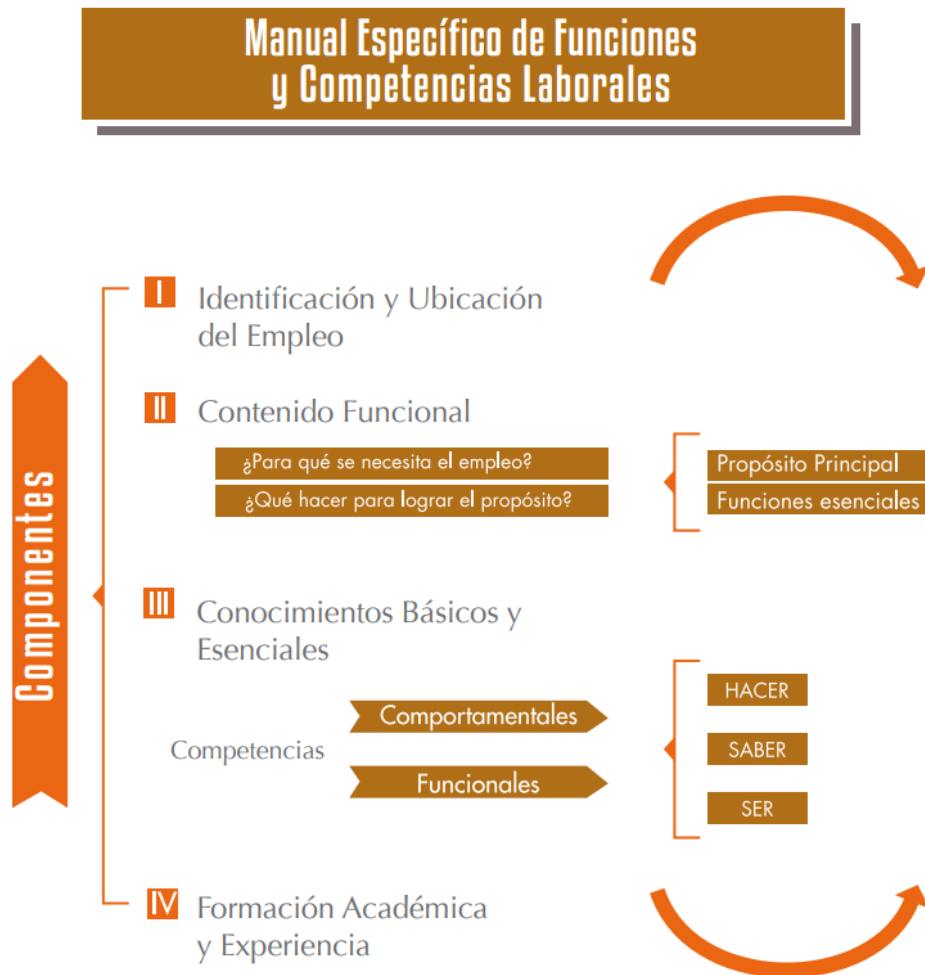 Manual Específico de Funciones
y Competencias Laborales
Componentes
I
Identificación y Ubicación
del Empleo
II
Contenido Funcional
¿Para qué se necesita el empleo?
¿Qué hacer para lograr el propósito?
Propósito Principal
Funciones esenciales
III
Conocimientos Básicos y
Esenciales
Competencias
Comportamentales
Funcionales
HACER
SABER
SER
IV
Formación Académica
y Experiencia